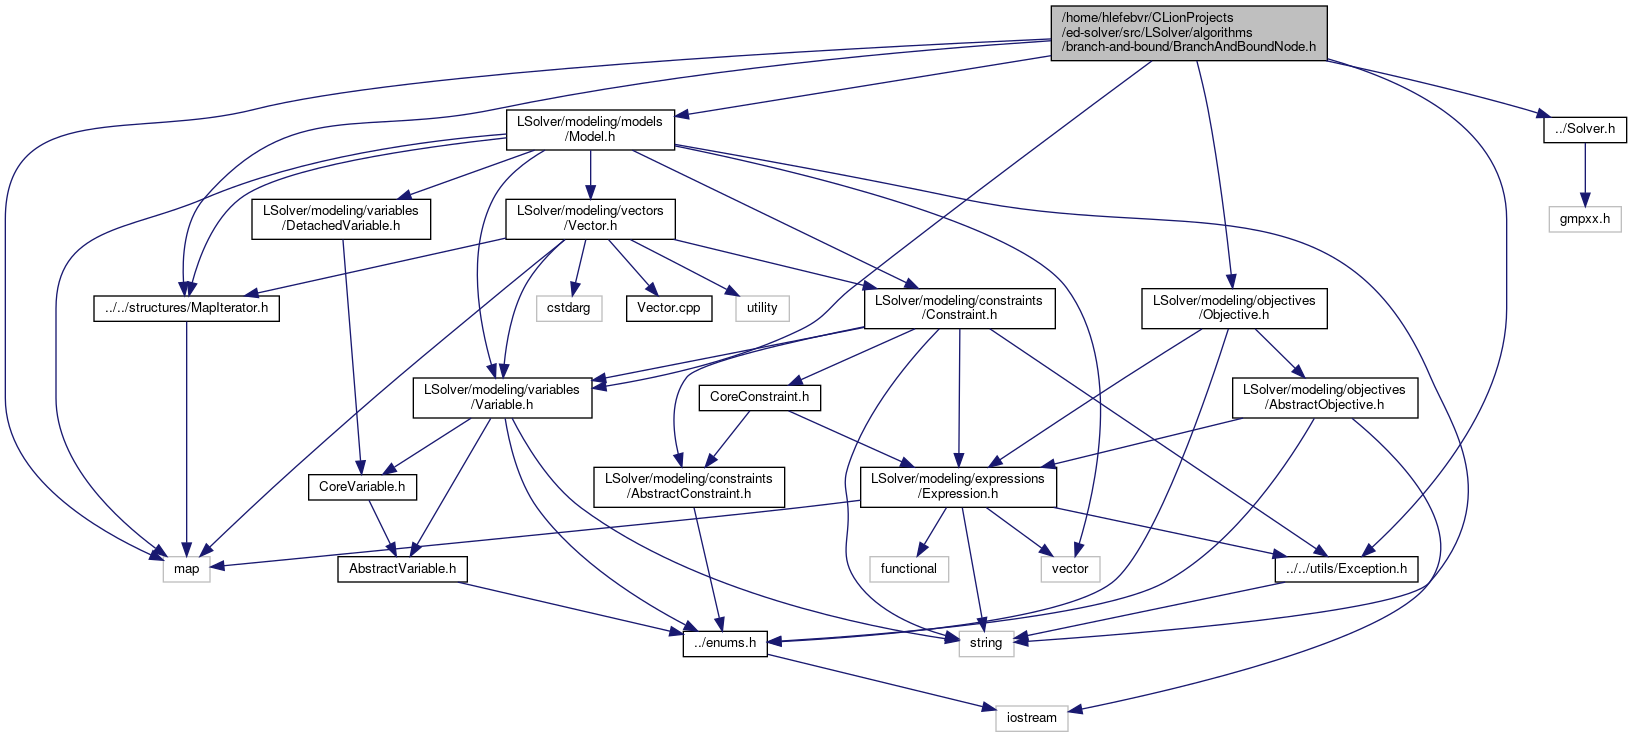 /home/hlefebvr/CLionProjects
/ed-solver/src/LSolver/algorithms
/branch-and-bound/BranchAndBoundNode.h
LSolver/modeling/models
/Model.h
../Solver.h
LSolver/modeling/variables
/DetachedVariable.h
LSolver/modeling/vectors
/Vector.h
gmpxx.h
../../structures/MapIterator.h
cstdarg
Vector.cpp
utility
LSolver/modeling/constraints
/Constraint.h
LSolver/modeling/objectives
/Objective.h
LSolver/modeling/variables
/Variable.h
CoreConstraint.h
LSolver/modeling/objectives
/AbstractObjective.h
CoreVariable.h
LSolver/modeling/constraints
/AbstractConstraint.h
LSolver/modeling/expressions
/Expression.h
map
AbstractVariable.h
functional
vector
../../utils/Exception.h
../enums.h
string
iostream